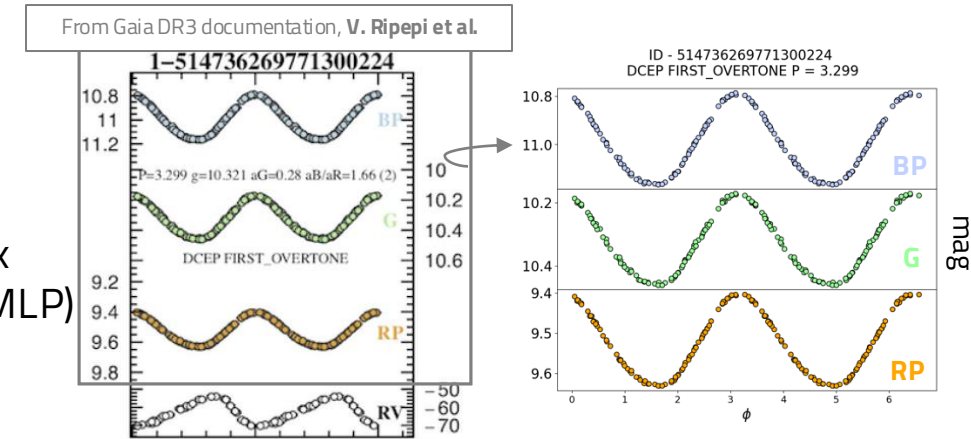 From Gaia DR3 documentation, V. Ripepi et al.
1–514736269771300224
10.8
11
11.2
BP
P=3.299 g=10.321 aG=0.28 aB/aR=1.66 (2)
10
10.2
10.4
10.6
G
DCEP FIRST_OVERTONE
9.2
9.4
9.6
9.8
RP
−50
−60
−70
RV
x
MLP)
ID - 514736269771300224
DCEP FIRST_OVERTONE P = 3.299
10.8
11.0
BP
10.2
10.4
G
mag
9.4
9.5
9.6
RP
0 1 2 3 4 5 6
ϕ